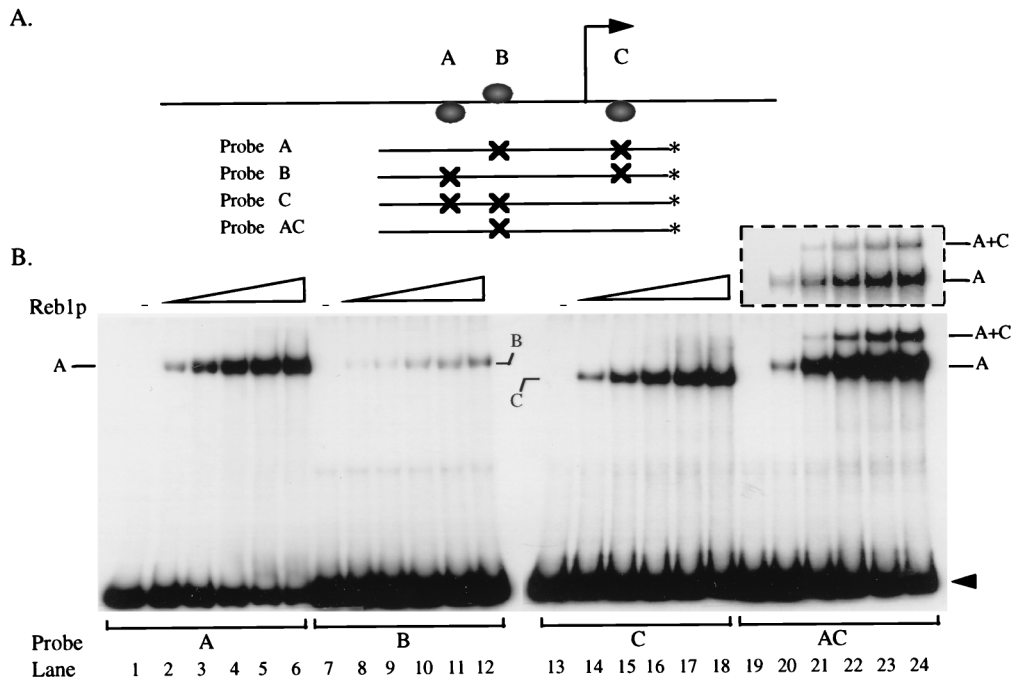 A.
A B C
Probe A *
Probe B *
Probe C *
Probe AC *
B.
A+C
A
Reb1p - - -
A+C
A
B
A
C
Probe A B C AC
Lane 1 2 3 4 5 6 7 8 9 10 11 12 13 14 15 16 17 18 19 20 21 22 23 24